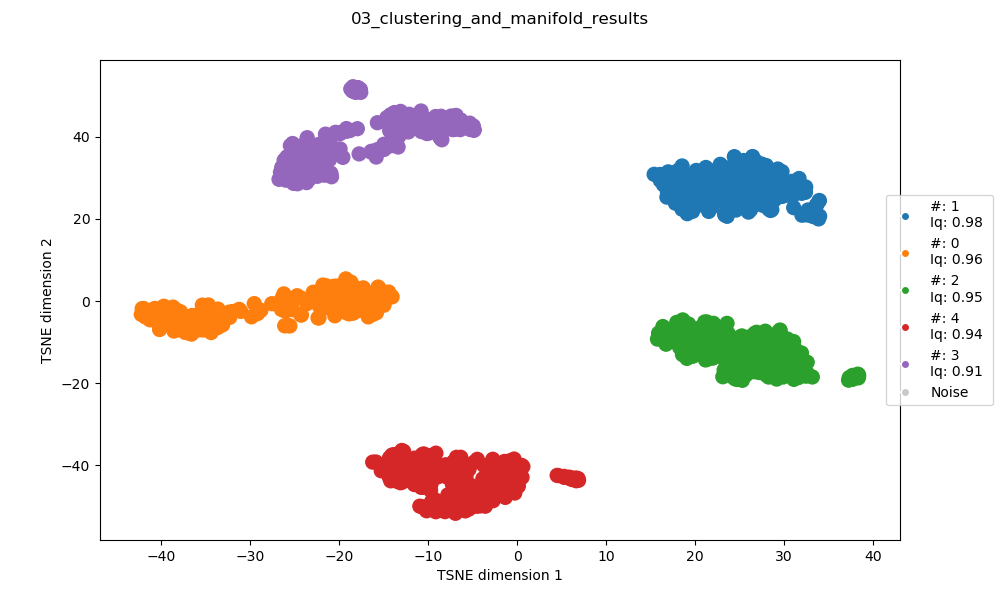 03_clustering_and_manifold_results
40
20
0
−20
−40
TSNE dimension 2
−40
−30
−20
−10
0
10
20
30
40
TSNE dimension 1
#: 1
Iq: 0.98
#: 0
Iq: 0.96
#: 2
Iq: 0.95
#: 4
Iq: 0.94
#: 3
Iq: 0.91
Noise